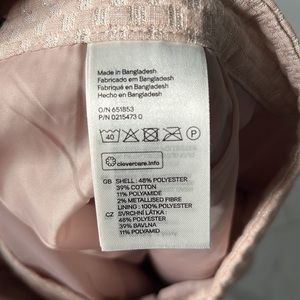 Made in Bangladesh
Fabricado em Bangladesh
Fabriqué en Bangladesh
Hecho en Bangladesh
O/N 651853
P/N 0215473 0
40 P
clevercare.info
GB SHELL : 48% POLYESTER
39% COTTON
11% POLYAMIDE
2% METALLISED FIBRE
LINING : 100% POLYESTER
CZ SVRCHNÍ LÁTKA :
48% POLYESTER
39% BAVLNA
11% POLYAMID